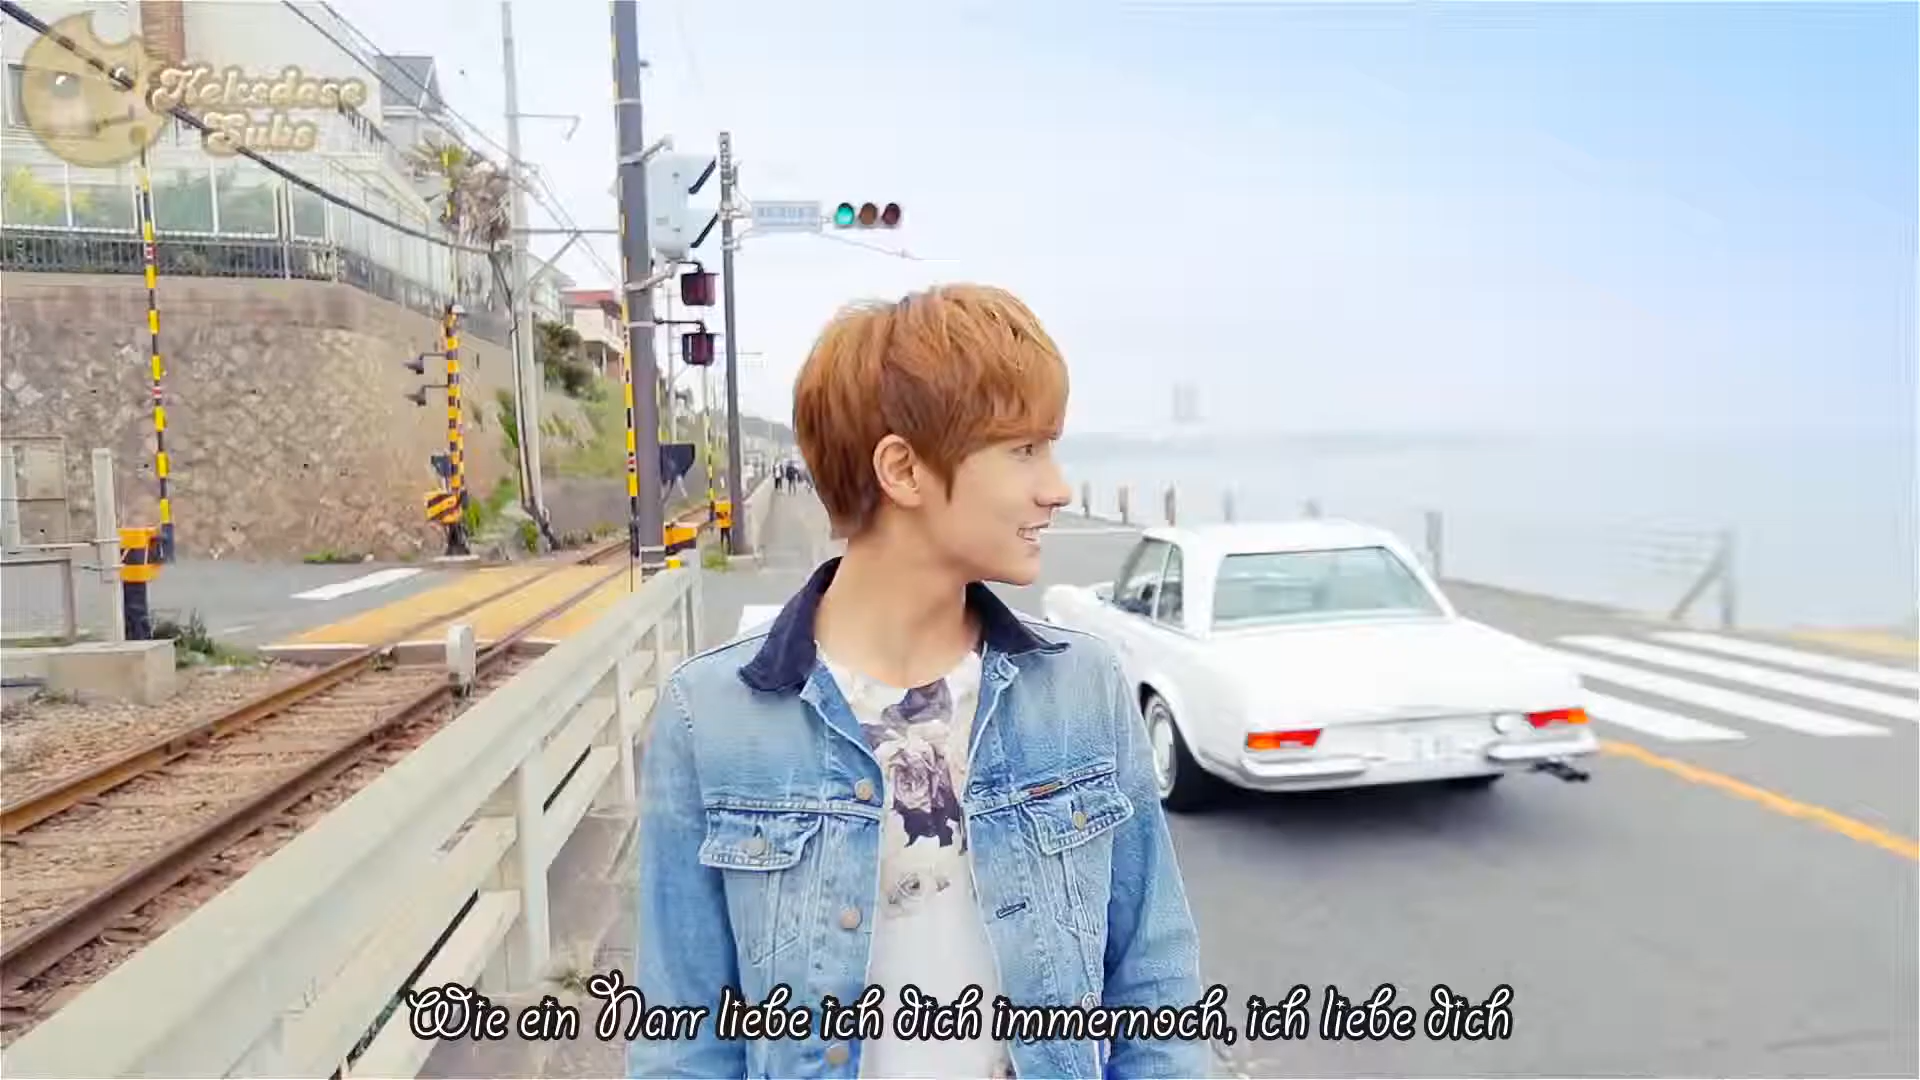 Keksdose
Subs
Wie ein Narr liebe ich dich immernoch, ich liebe dich